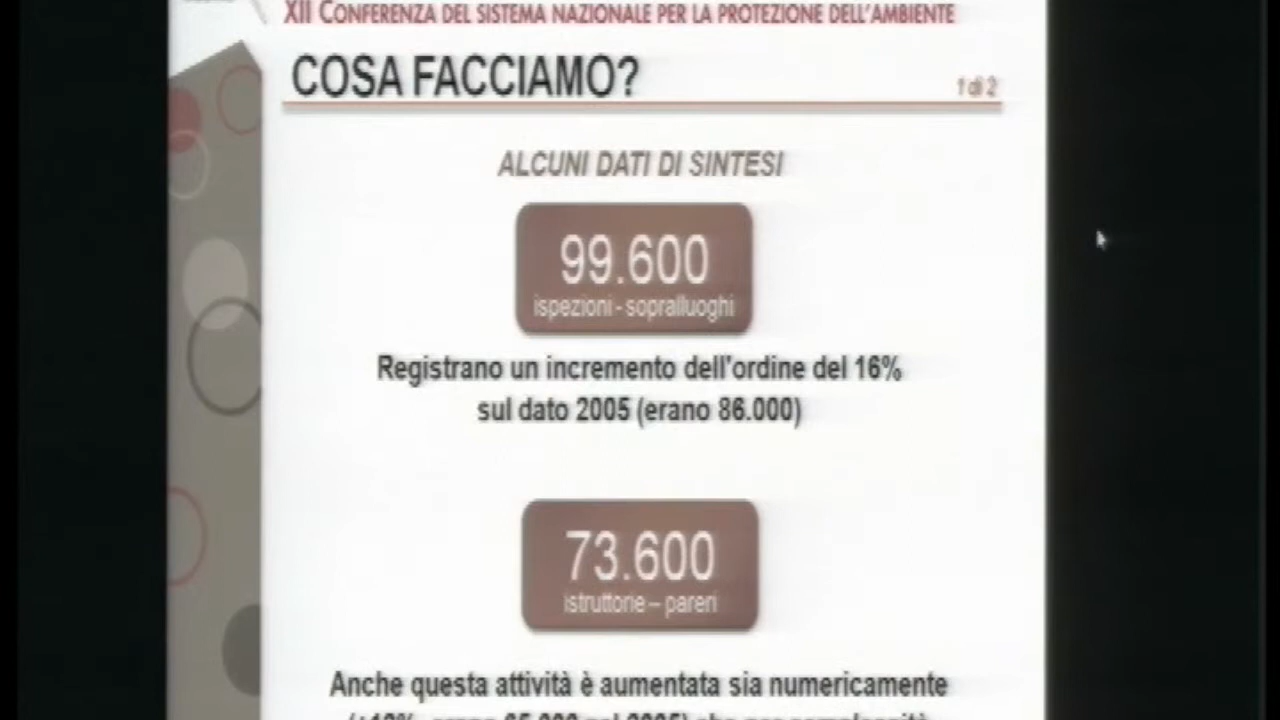 XII CONFERENZA DEL SISTEMA NAZIONALE PER LA PROTEZIONE DELL'AMBIENTE
COSA FACCIAMO?
1 di 2
ALCUNI DATI DI SINTESI
99.600
ispezioni - sopralluoghi
Registrano un incremento dell'ordine del 16%
sul dato 2005 (erano 86.000)
73.600
istruttorie – pareri
Anche questa attività è aumentata sia numericamente